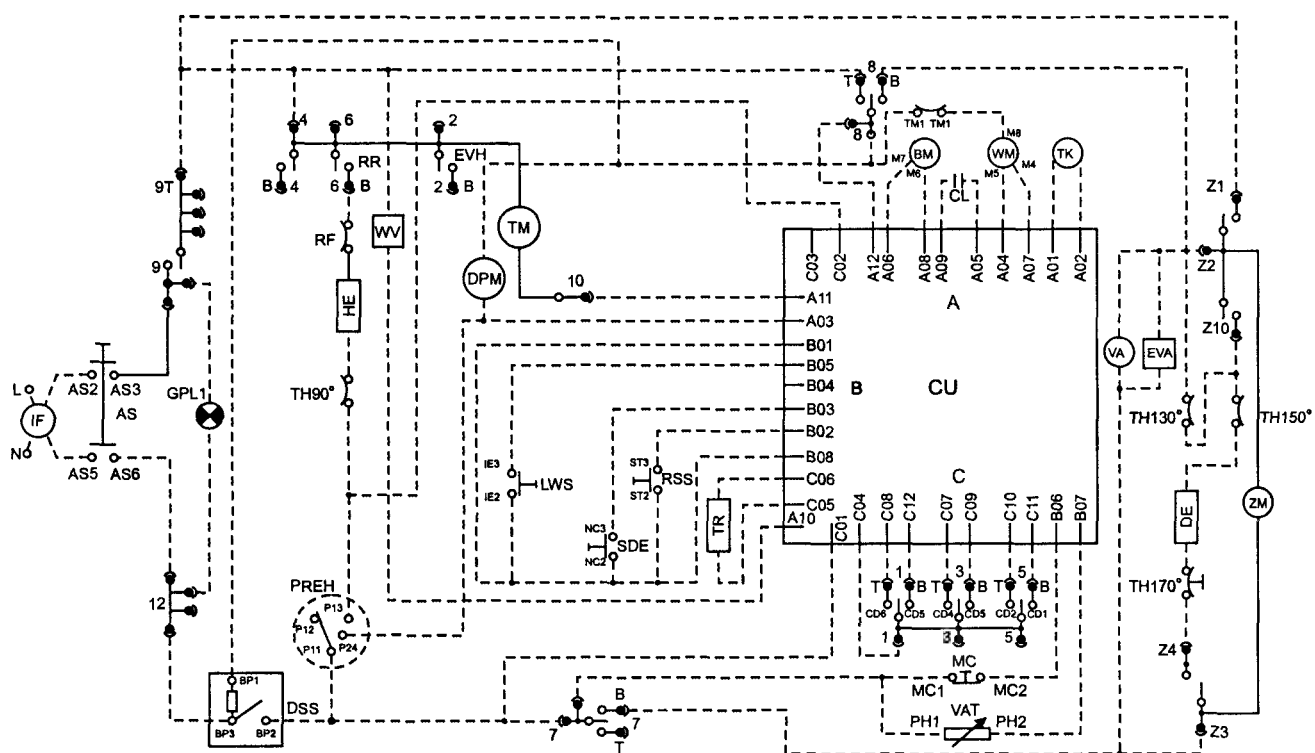 8
T B
4 6 2
TM1 TM1
8
M8
9T
RR EVH
M7 BM WM M4 TK
M6 M5
B 4 6 B 2 B
CL
Z1
RF WV TM
C03 C02 A12 A06 A08 A09 A05 A04 A07 A01 A02
Z2
9
DPM 10
A11 A
HE
A03
Z10
B01
VA EVA
B05
L AS2 AS3 GPL1 TH90°
B04 B CU
AS
IF
B03
TH130° TH150°
N
B02
AS5 AS6
IE3 ST3 B08
LWS RSS
IE2 ST2 C06 C
TR C05 C04 C08 C12 C07 C09 C10 C11 B06 B07
DE ZM
A10 C01
NC3
SDE
NC2
1 3 5
T B T B T B
TH170°
PREH
P13
CD6 CD5 CD4 CD5 CD2 CD1
12
P12
P24
1 3 5
P11
Z4
MC
MC1 MC2
BP1
DSS
B
VAT
7 7
PH1 PH2
BP3 BP2
T
Z3